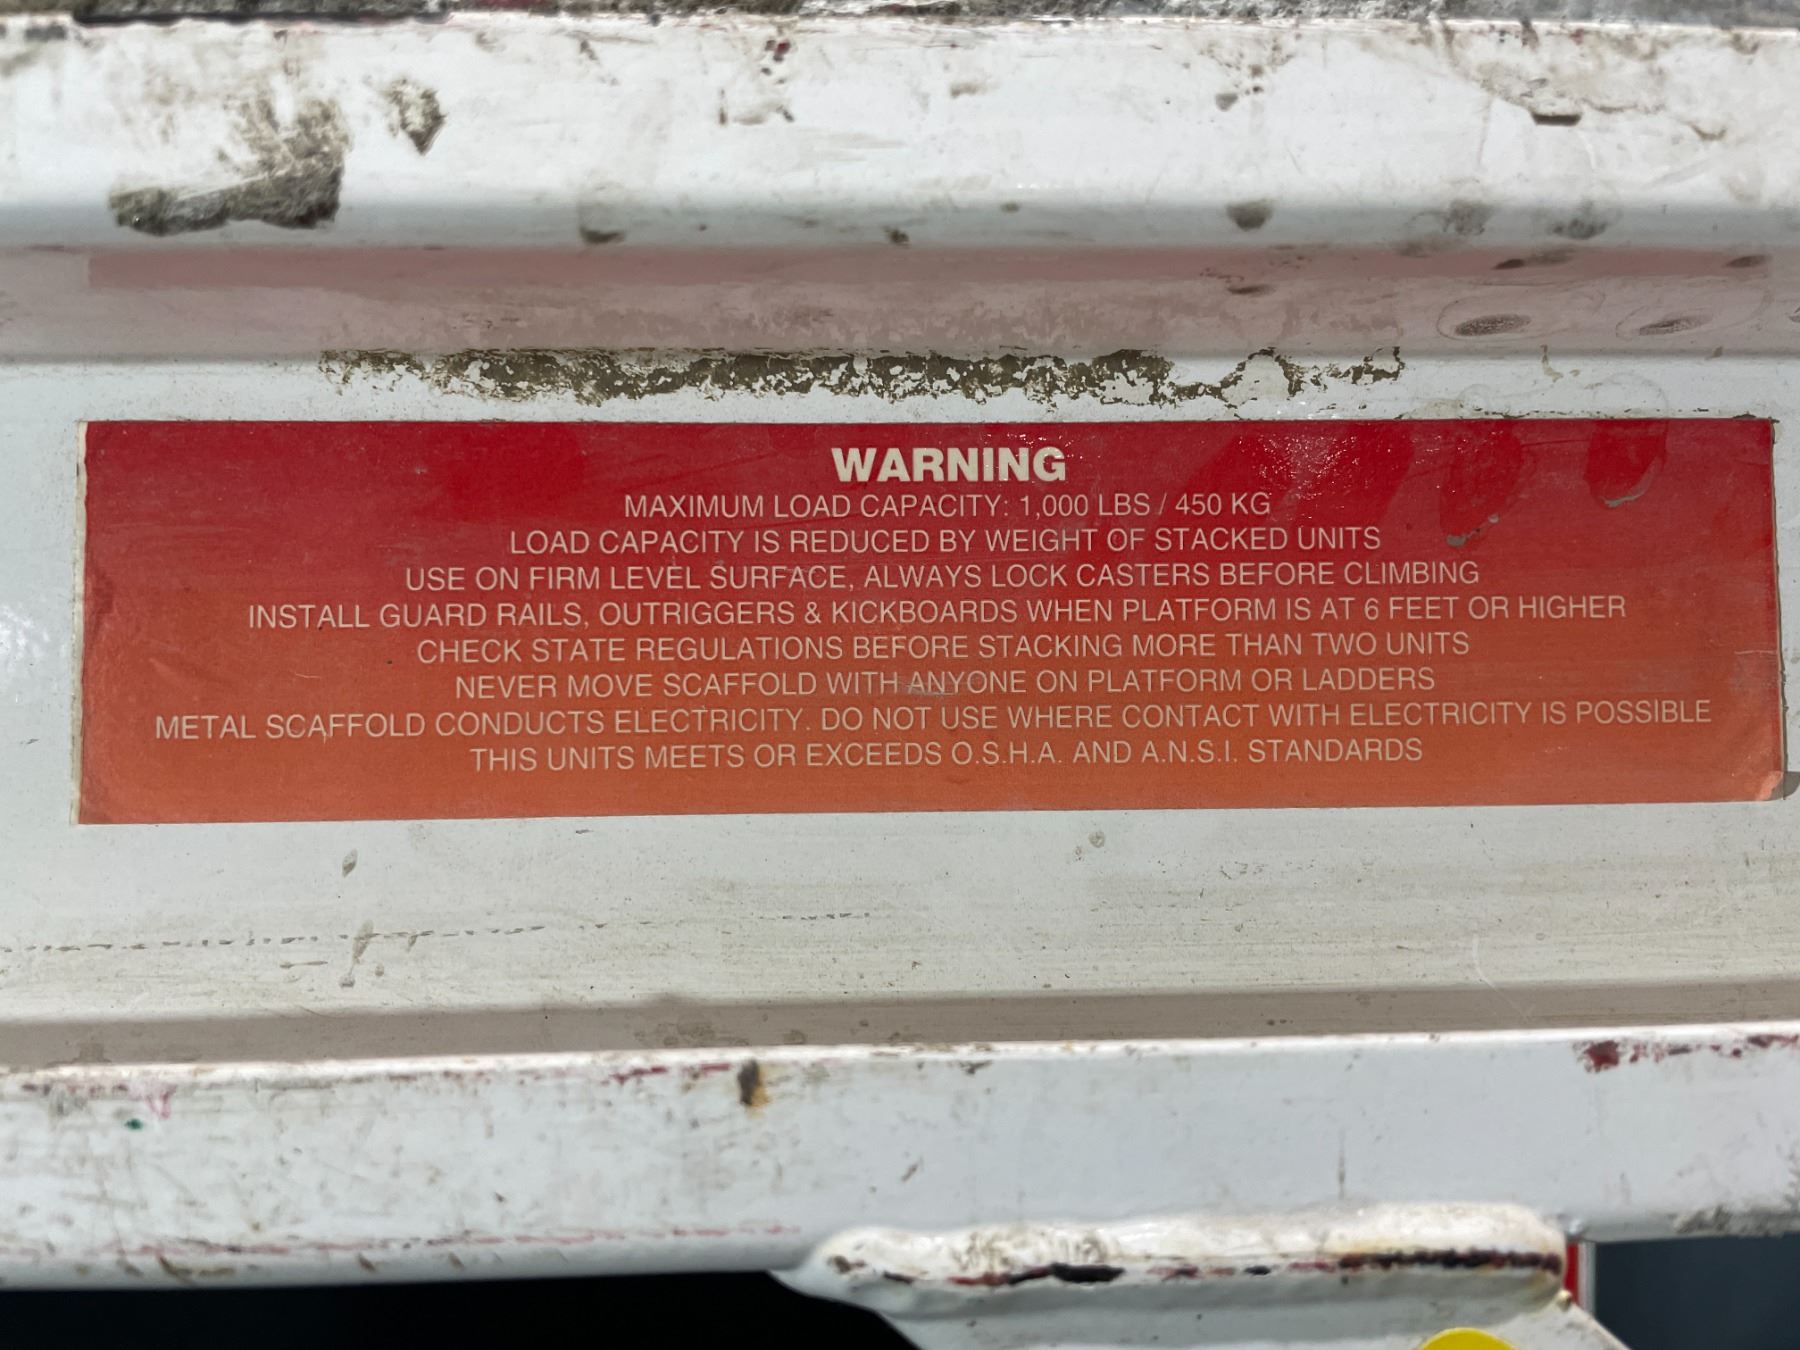 WARNING
MAXIMUM LOAD CAPACITY: 1,000 LBS / 450 KG
LOAD CAPACITY IS REDUCED BY WEIGHT OF STACKED UNITS
USE ON FIRM LEVEL SURFACE, ALWAYS LOCK CASTERS BEFORE CLIMBING
INSTALL GUARD RAILS, OUTRIGGERS & KICKBOARDS WHEN PLATFORM IS AT 6 FEET OR HIGHER
CHECK STATE REGULATIONS BEFORE STACKING MORE THAN TWO UNITS
NEVER MOVE SCAFFOLD WITH ANYONE ON PLATFORM OR LADDERS
METAL SCAFFOLD CONDUCTS ELECTRICITY. DO NOT USE WHERE CONTACT WITH ELECTRICITY IS POSSIBLE
THIS UNITS MEETS OR EXCEEDS O.S.H.A. AND A.N.S.I. STANDARDS